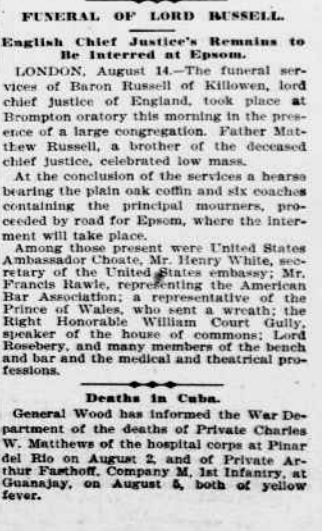 FUNERAL OF LORD RUSSELL.
English Chief Justice's Remains to
Be Interred at Epsom.
LONDON, August 14.—The funeral ser-
vices of Baron Russell of Killowen, lord
chief justice of England, took place at
Brompton oratory this morning in the pres-
ence of a large congregation. Father Mat-
thew Russell, a brother of the deceased
chief justice, celebrated low mass.
At the conclusion of the services a hearse
bearing the plain oak coffin and six coaches
containing the principal mourners, pro-
ceeded by road for Epsom, where the inter-
ment will take place.
Among those present were United States
Ambassador Choate, Mr. Henry White, sec-
retary of the United States embassy; Mr.
Francis Rawle, representing the American
Bar Association; a representative of the
Prince of Wales, who sent a wreath; the
Right Honorable William Court Gully,
speaker of the house of commons; Lord
Rosebery, and many members of the bench
and bar and the medical and theatrical pro-
fessions.
Deaths in Cuba.
General Wood has informed the War De-
partment of the deaths of Private Charles
W. Matthews of the hospital corps at Pinar
del Rio on August 2, and of Private Ar-
thur Fasthoff, Company M, 1st Infantry, at
Guanajay, on August 5, both of yellow
fever.